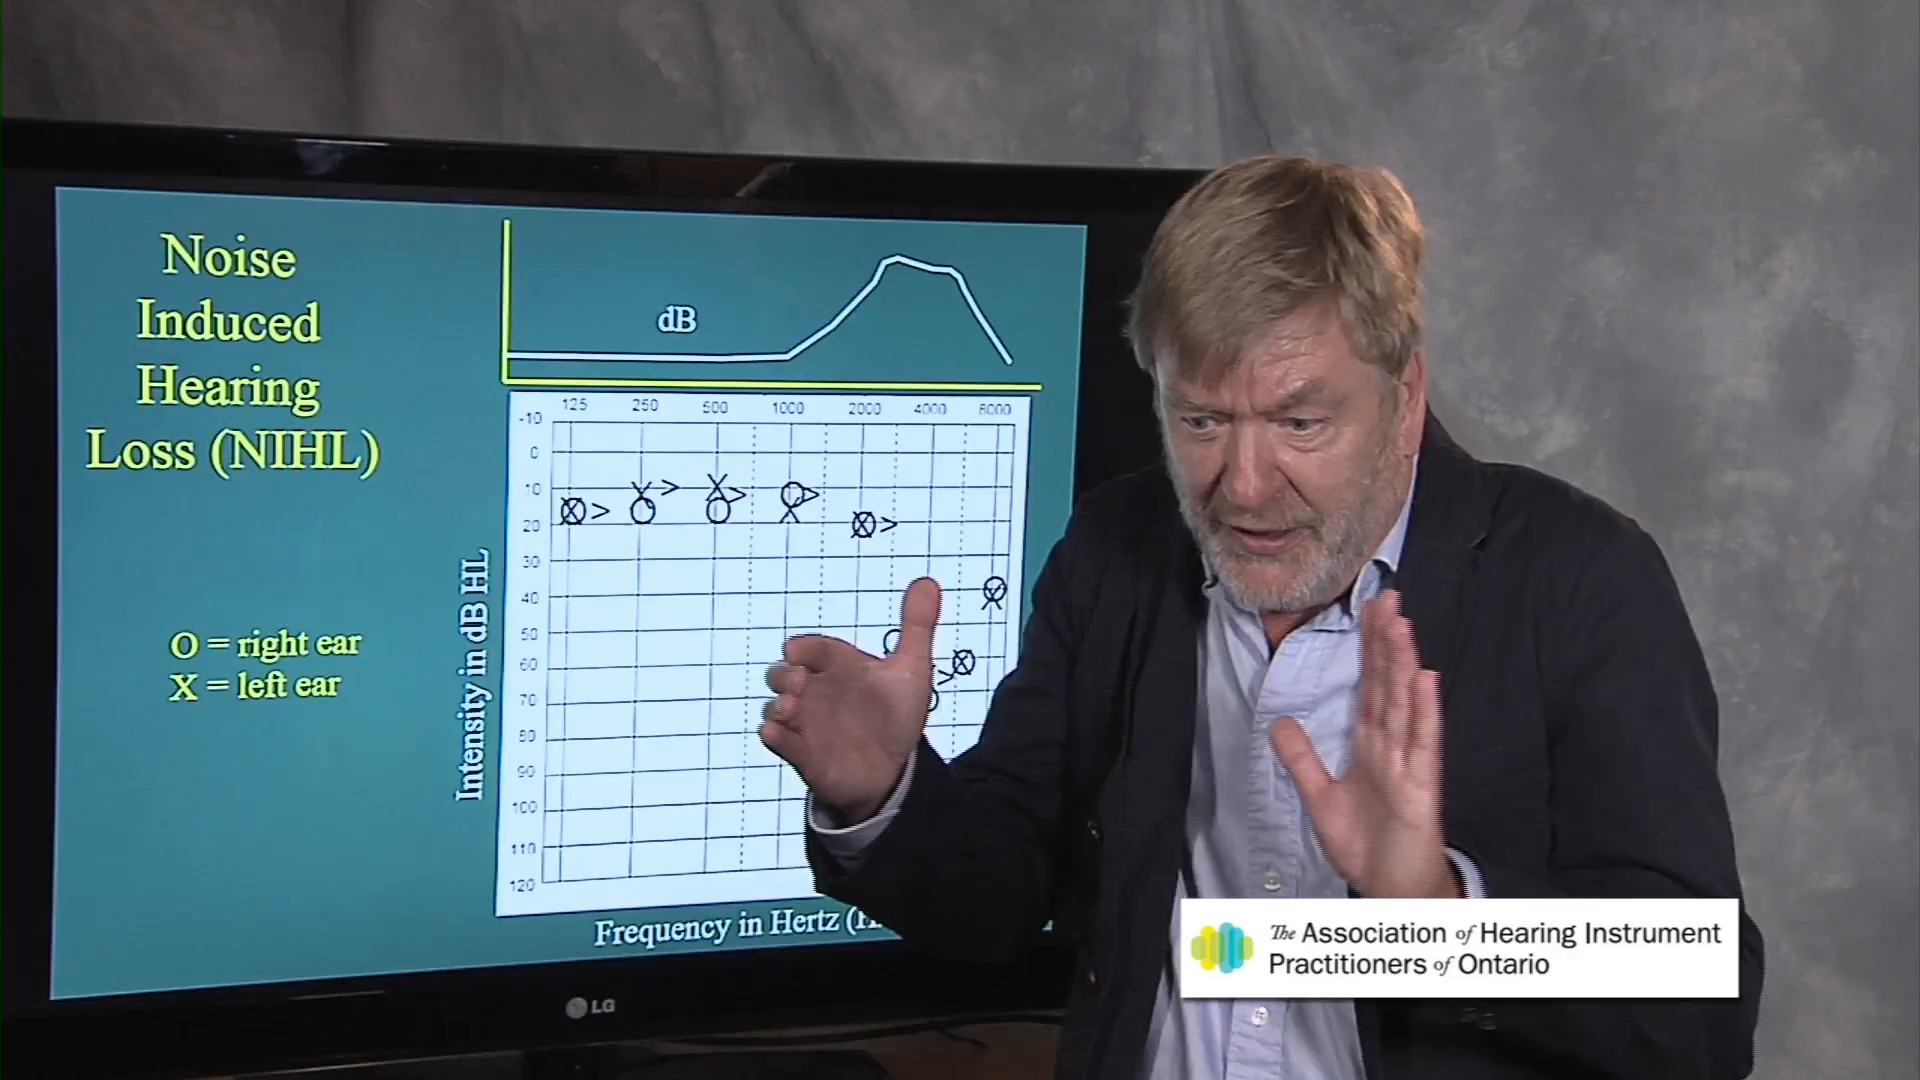 Noise
Induced
Hearing
Loss (NIHL)
O = right ear
X = left ear
dB
125 250 500 1000 2000 4000 8000
-10
0
10
20
30
40
50
60
70
80
90
100
110
120
Intensity in dB HL
Frequency in Hertz
LG
The Association of Hearing Instrument
Practitioners of Ontario